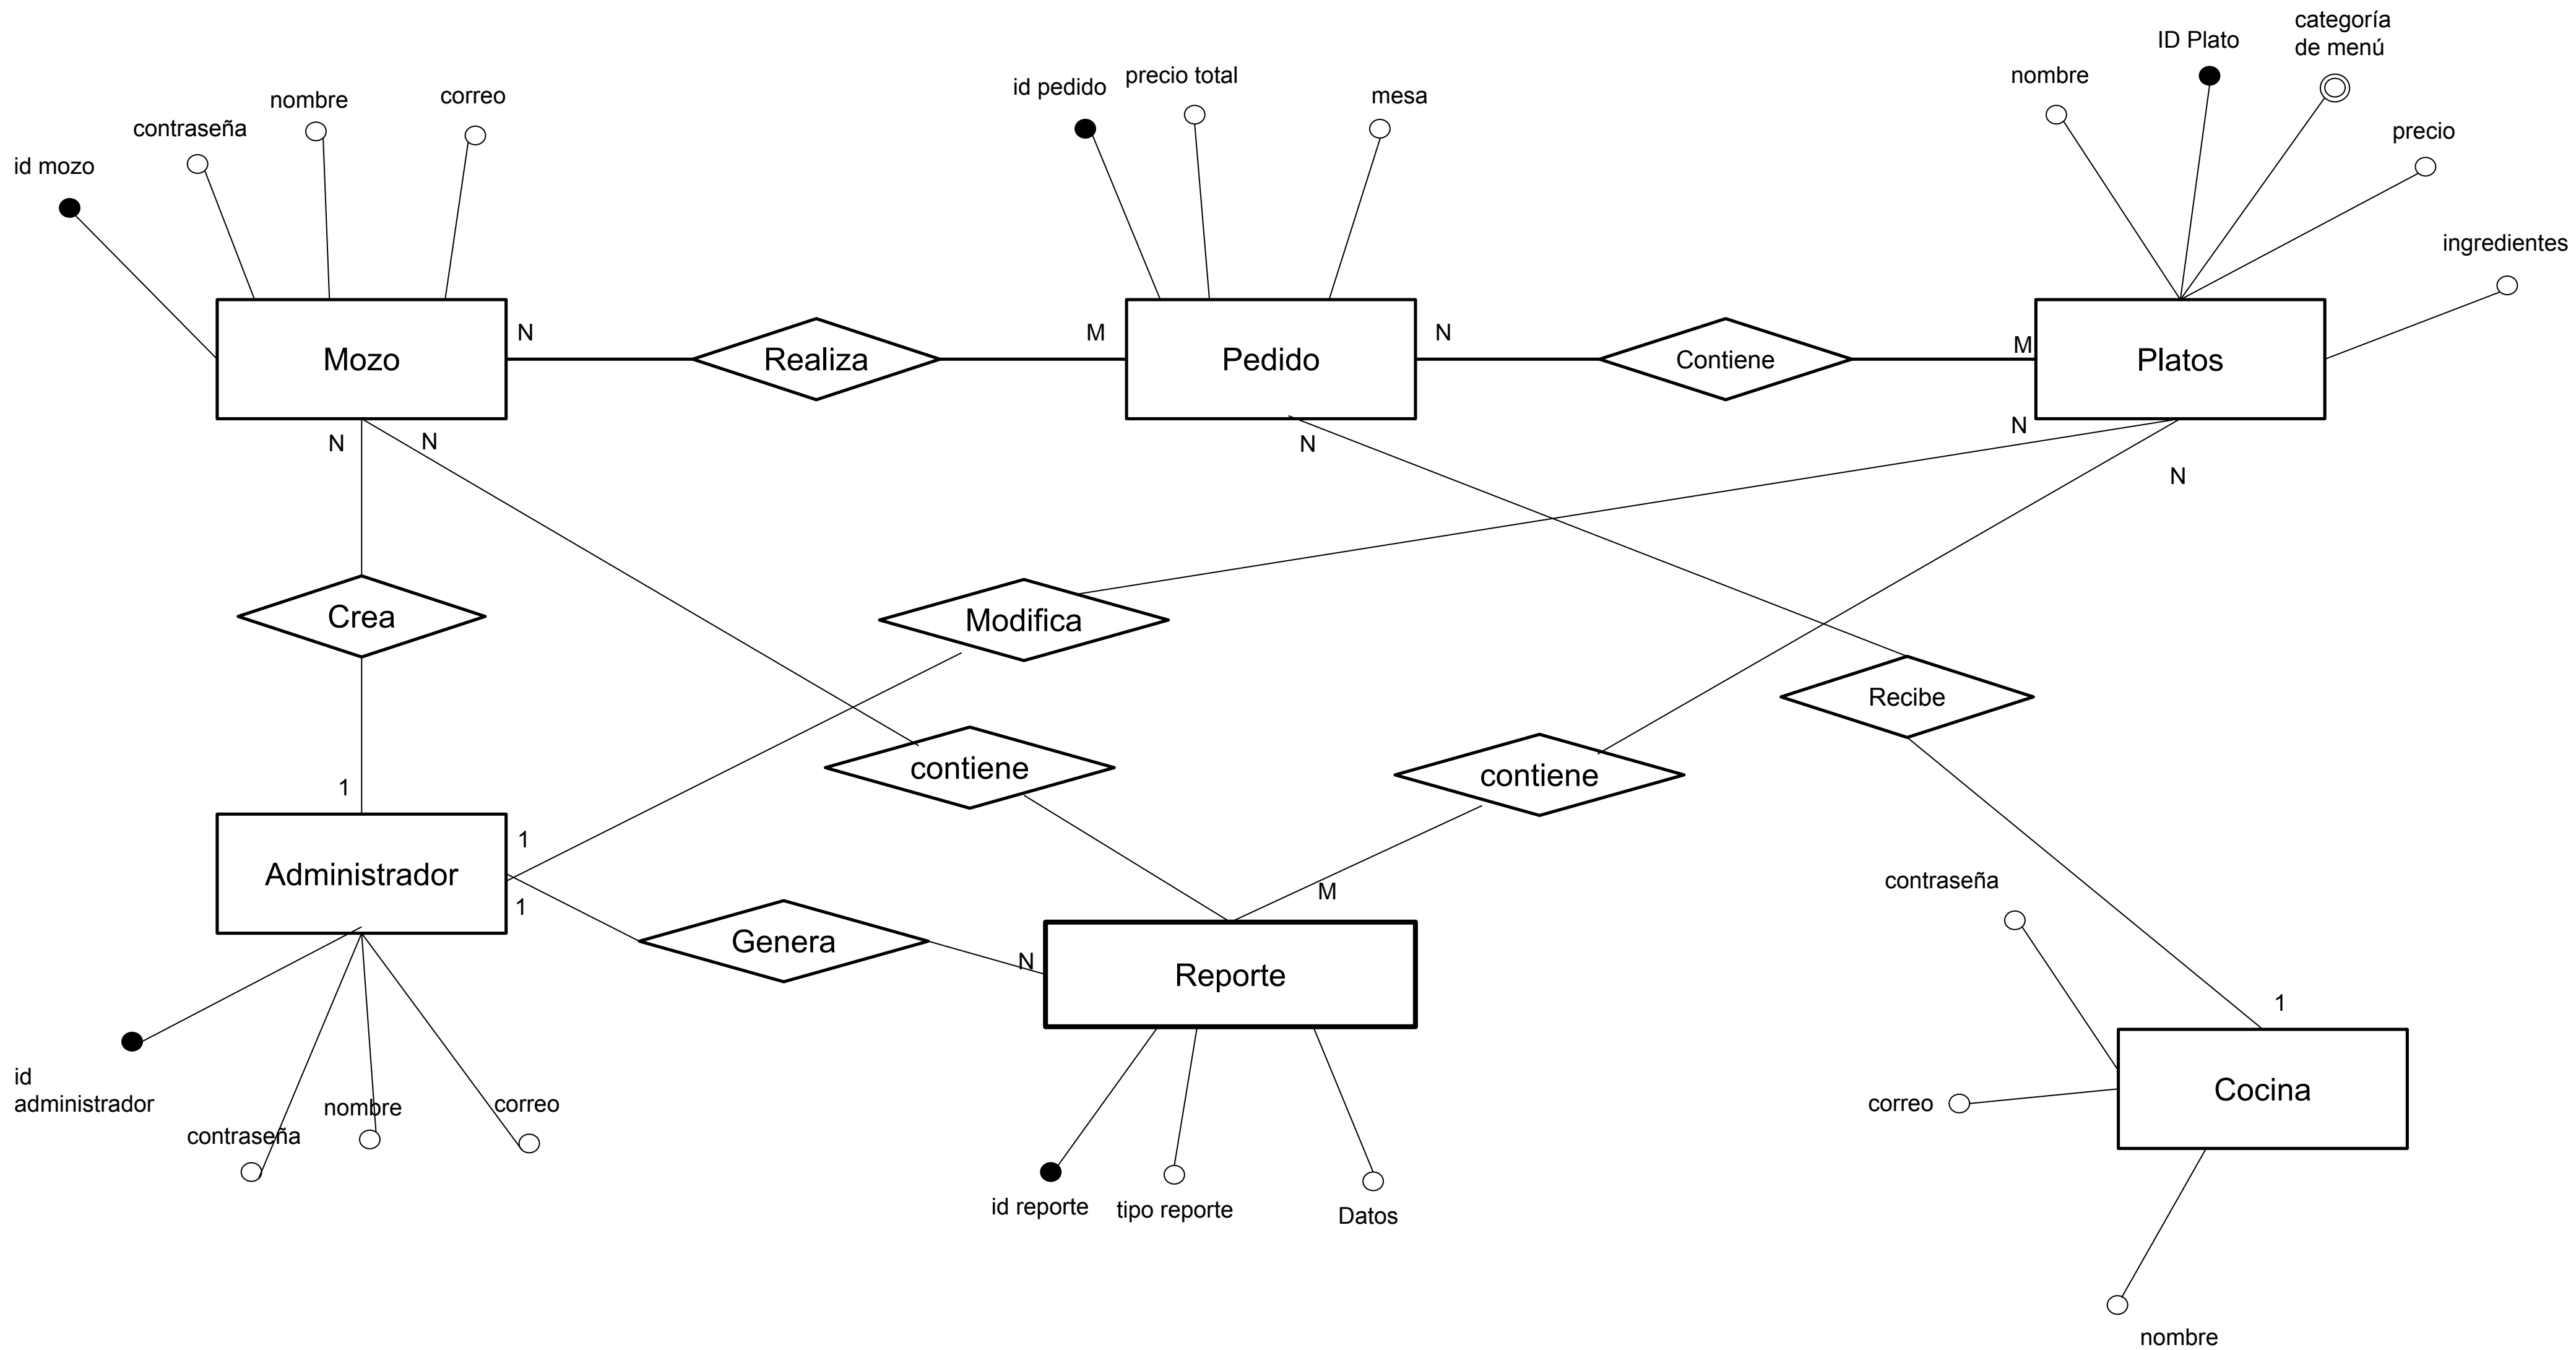 categoría
de menú
ID Plato
nombre
precio total
id pedido
mesa
correo
nombre
contraseña
precio
id mozo
ingredientes
Mozo
N
Realiza
M
Pedido
N
Contiene
M
Platos
N
N
N
N
N
Crea
Modifica
Recibe
contiene
contiene
1
1
Administrador
1
M
contraseña
Genera
N
Reporte
1
Cocina
id
administrador
nombre
correo
contraseña
correo
id reporte
tipo reporte
Datos
nombre